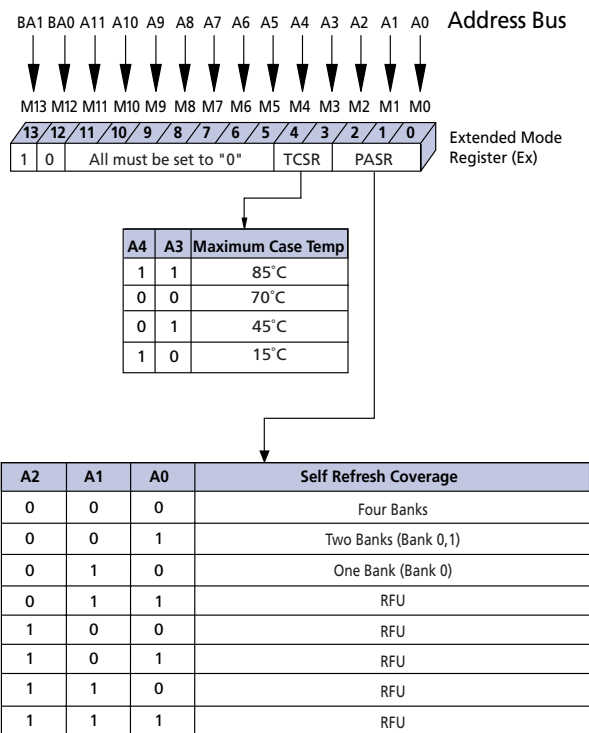 BA1 BA0 A11 A10 A9 A8 A7 A6 A5 A4 A3 A2 A1 A0 Address Bus
M13 M12 M11 M10 M9 M8 M7 M6 M5 M4 M3 M2 M1 M0
13 12 11 10 9 8 7 6 5 4 3 2 1 0
Extended Mode
Register (Ex)
1 0 All must be set to "0" TCSR PASR
A4 A3 Maximum Case Temp
1 1 85˚C
0 0 70˚C
0 1 45˚C
1 0 15˚C
A2 A1 A0 Self Refresh Coverage
0 0 0 Four Banks
0 0 1 Two Banks (Bank 0,1)
0 1 0 One Bank (Bank 0)
0 1 1 RFU
1 0 0 RFU
1 0 1 RFU
1 1 0 RFU
1 1 1 RFU